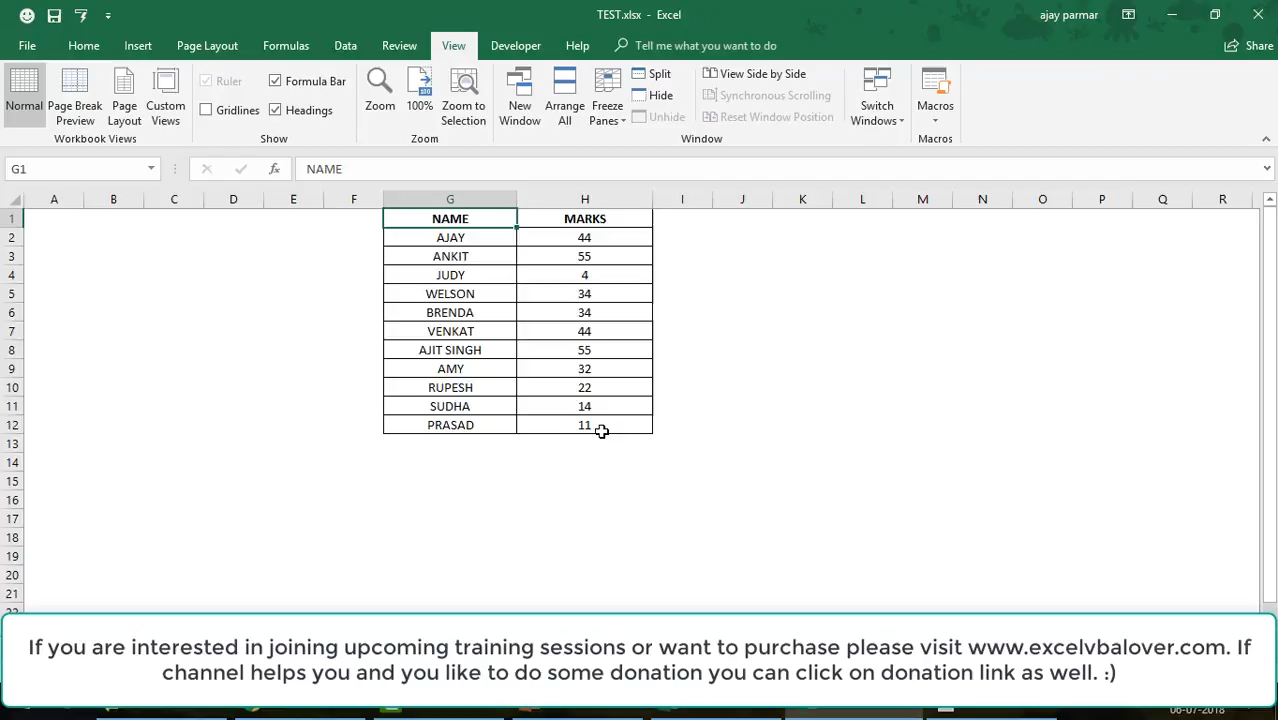 TEST.xlsx - Excel
ajay parmar
File Home Insert Page Layout Formulas Data Review View Developer Help Tell me what you want to do Share
Normal
Page Break Preview
Page Layout
Custom Views
Workbook Views
Ruler
Formula Bar
Gridlines
Headings
Show
Zoom
100%
Zoom to Selection
Zoom
New Window
Arrange All
Freeze Panes
Split
Hide
Unhide
View Side by Side
Synchronous Scrolling
Reset Window Position
Window
Switch Windows
Macros
Macros
G1 fx NAME
A B C D E F G H I J K L M N O P Q R
1 NAME MARKS
2 AJAY 44
3 ANKIT 55
4 JUDY 4
5 WELSON 34
6 BRENDA 34
7 VENKAT 44
8 AJIT SINGH 55
9 AMY 32
10 RUPESH 22
11 SUDHA 14
12 PRASAD 11
13
14
15
16
17
18
19
20
21
If you are interested in joining upcoming training sessions or want to purchase please visit www.excelvbalover.com. If
channel helps you and you like to do some donation you can click on donation link as well. :)
06-07-2018